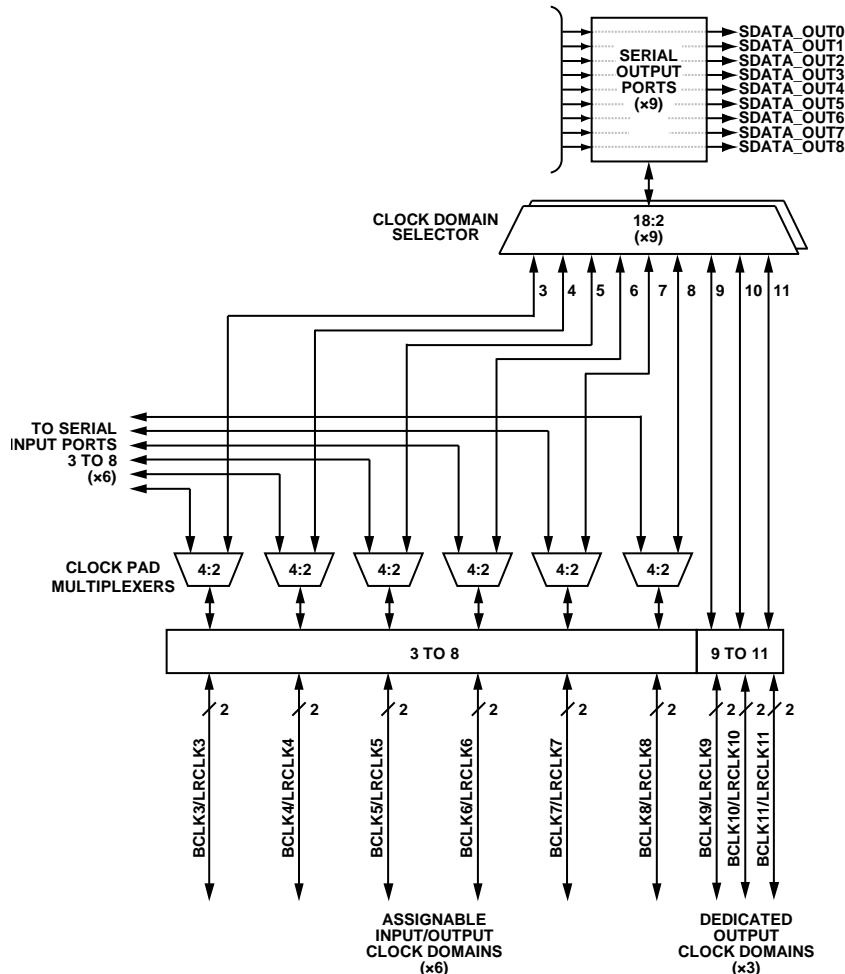 SDATA_OUT0
SDATA_OUT1
SDATA_OUT2
SDATA_OUT3
SDATA_OUT4
SDATA_OUT5
SDATA_OUT6
SDATA_OUT7
SDATA_OUT8
SERIAL
OUTPUT
PORTS
(×9)
CLOCK DOMAIN
SELECTOR
18:2
(×9)
3 4 5 6 7 8 9 10 11
TO SERIAL
INPUT PORTS
3 TO 8
(×6)
CLOCK PAD
MULTIPLEXERS
4:2 4:2 4:2 4:2 4:2 4:2
3 TO 8 9 TO 11
2 2 2 2 2 2 2 2 2
BCLK3/LRCLK3
BCLK4/LRCLK4
BCLK5/LRCLK5
BCLK6/LRCLK6
BCLK7/LRCLK7
BCLK8/LRCLK8
BCLK9/LRCLK9
BCLK10/LRCLK10
BCLK11/LRCLK11
ASSIGNABLE
INPUT/OUTPUT
CLOCK DOMAINS
(×6)
DEDICATED
OUTPUT
CLOCK DOMAINS
(×3)